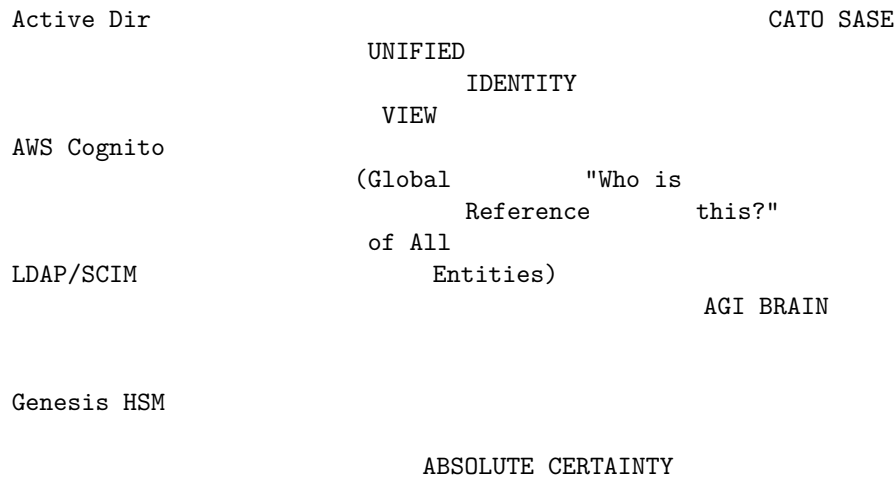 Active Dir CATO SASE
UNIFIED
IDENTITY
VIEW
AWS Cognito
(Global "Who is
Reference this?"
of All
LDAP/SCIM Entities)
AGI BRAIN
Genesis HSM
ABSOLUTE CERTAINTY